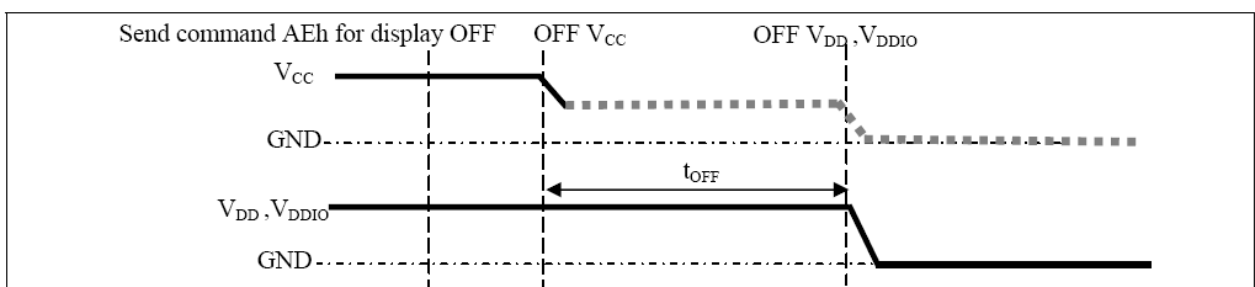 Send command AEh for display OFF OFF VCC OFF VDD ,VDDIO
VCC
GND
tOFF
VDD ,VDDIO
GND